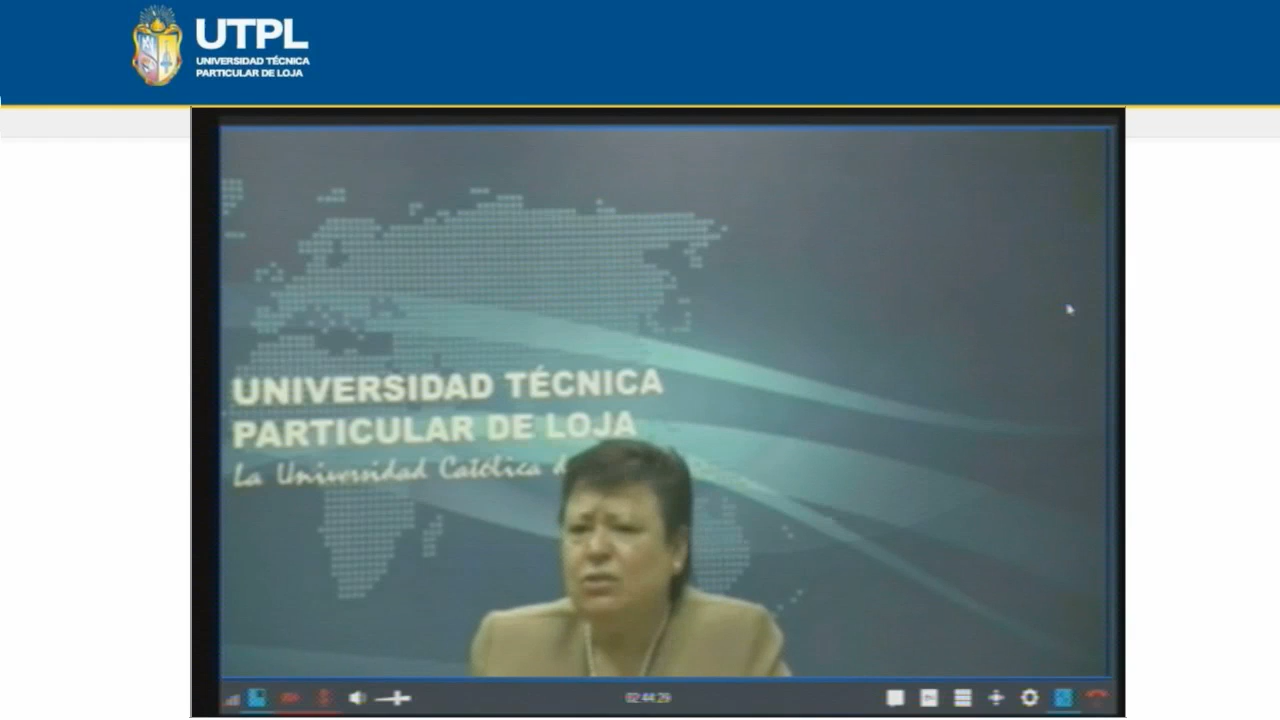 UTPL
UNIVERSIDAD TÉCNICA
PARTICULAR DE LOJA
UNIVERSIDAD TÉCNICA
PARTICULAR DE LOJA
La Universidad Católica
02:44:29